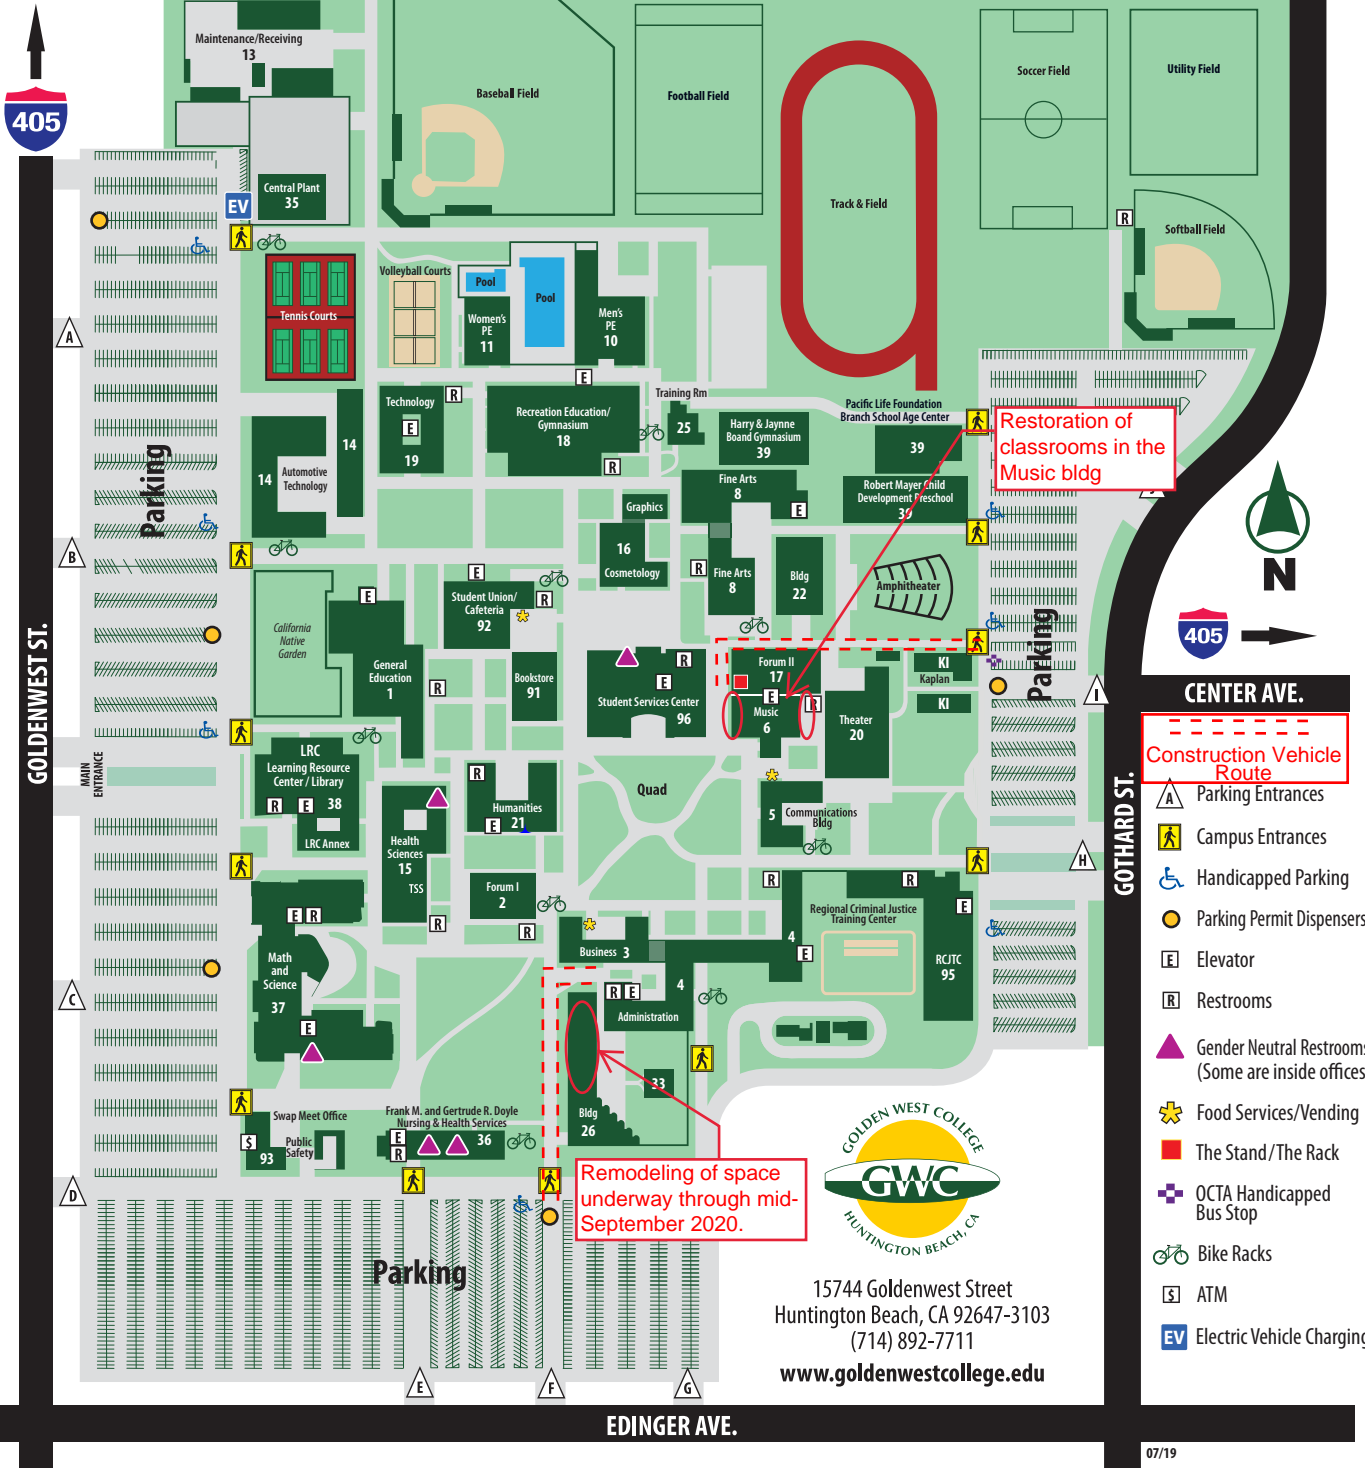 Maintenance/Receiving
13
405
Baseball Field
Football Field
Soccer Field
Utility Field
Central Plant
35
EV
Track & Field
R
Softball Field
Volleyball Courts
Pool
Pool
Tennis Courts
Women's
PE
11
Men's
PE
10
A
E
Training Rm
Technology
E
19
R
Recreation Education/
Gymnasium
18
R
25
Harry & Jaynne
Board Gymnasium
39
Pacific Life Foundation
Branch School Age Center
39
Restoration of
classrooms in the
Music bldg
14
14
Automotive
Technology
Parking
Fine Arts
8
E
Robert Mayer Child
Development Preschool
39
Graphics
16
Cosmetology
R
Fine Arts
8
Bldg
22
Amphitheater
B
N
405
E
E
Student Union/
Cafeteria
92
R
California
Native
Garden
General
Education
1
R
Bookstore
91
R
E
Student Services Center
96
Forum II
17
E
R
Music
6
Theater
20
KI
Kaplan
KI
Parking
I
CENTER AVE.
GOLDENWEST ST.
MAIN
ENTRANCE
LRC
Learning Resource
Center / Library
R
E
38
LRC Annex
R
Humanities
21
E
Quad
5
Communications
Bldg
Health
Sciences
15
TSS
R
Forum I
2
R
H
GOTHARD ST.
Construction Vehicle
Route
A
Parking Entrances
Campus Entrances
Handicapped Parking
Parking Permit Dispensers
E
Elevator
R
Restrooms
Gender Neutral Restrooms
(Some are inside offices
Food Services/Vending
The Stand/The Rack
OCTA Handicapped
Bus Stop
Bike Racks
$
ATM
EV
Electric Vehicle Charging
E
R
Math
and
Science
37
E
Business 3
4
R
R
Regional Criminal Justice
Training Center
E
RCJTC
95
4
E
R
E
Administration
33
C
Bldg
26
Swap Meet Office
$
93
Public
Safety
Frank M. and Gertrude R. Doyle
Nursing & Health Services
E
R
36
D
Remodeling of space
underway through mid-
September 2020.
GOLDEN WEST COLLEGE
GWC
HUNTINGTON BEACH, CA
Parking
15744 Goldenwest Street
Huntington Beach, CA 92647-3103
(714) 892-7711
www.goldenwestcollege.edu
E
F
G
EDINGER AVE.
07/19